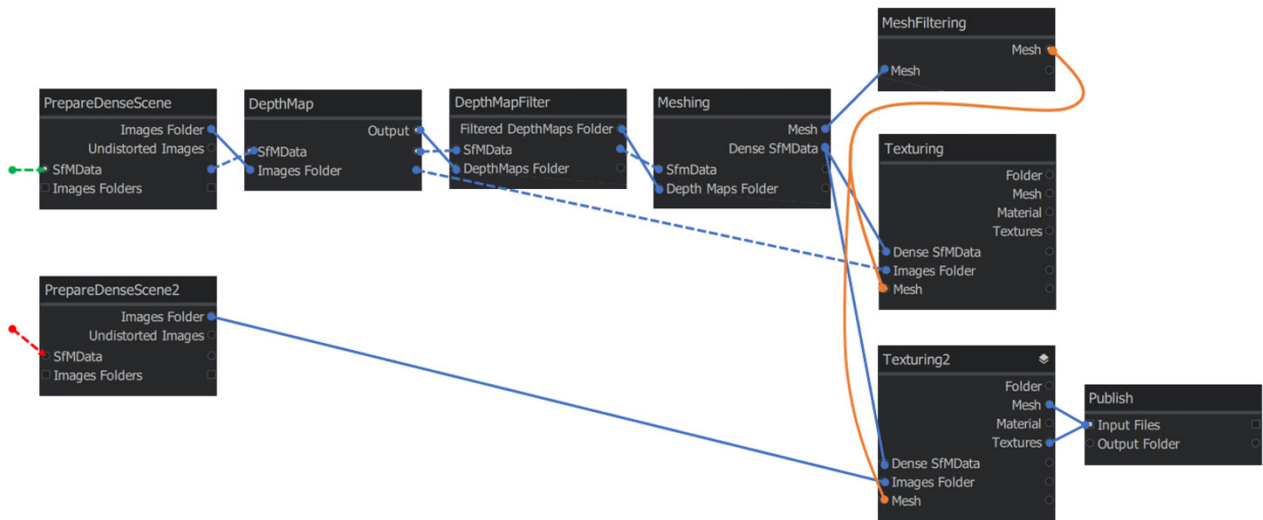 PrepareDenseScene
Images Folder
Undistorted Images
SfMData
Images Folders
DepthMap
Output
SfMData
Images Folder
DepthMapFilter
Filtered DepthMaps Folder
SfMData
DepthMaps Folder
Meshing
Mesh
Dense SfMData
SfmData
Depth Maps Folder
MeshFiltering
Mesh
Mesh
Texturing
Folder
Mesh
Material
Textures
Dense SfMData
Images Folder
Mesh
PrepareDenseScene2
Images Folder
Undistorted Images
SfMData
Images Folders
Texturing2
Folder
Mesh
Material
Textures
Dense SfMData
Images Folder
Mesh
Publish
Input Files
Output Folder